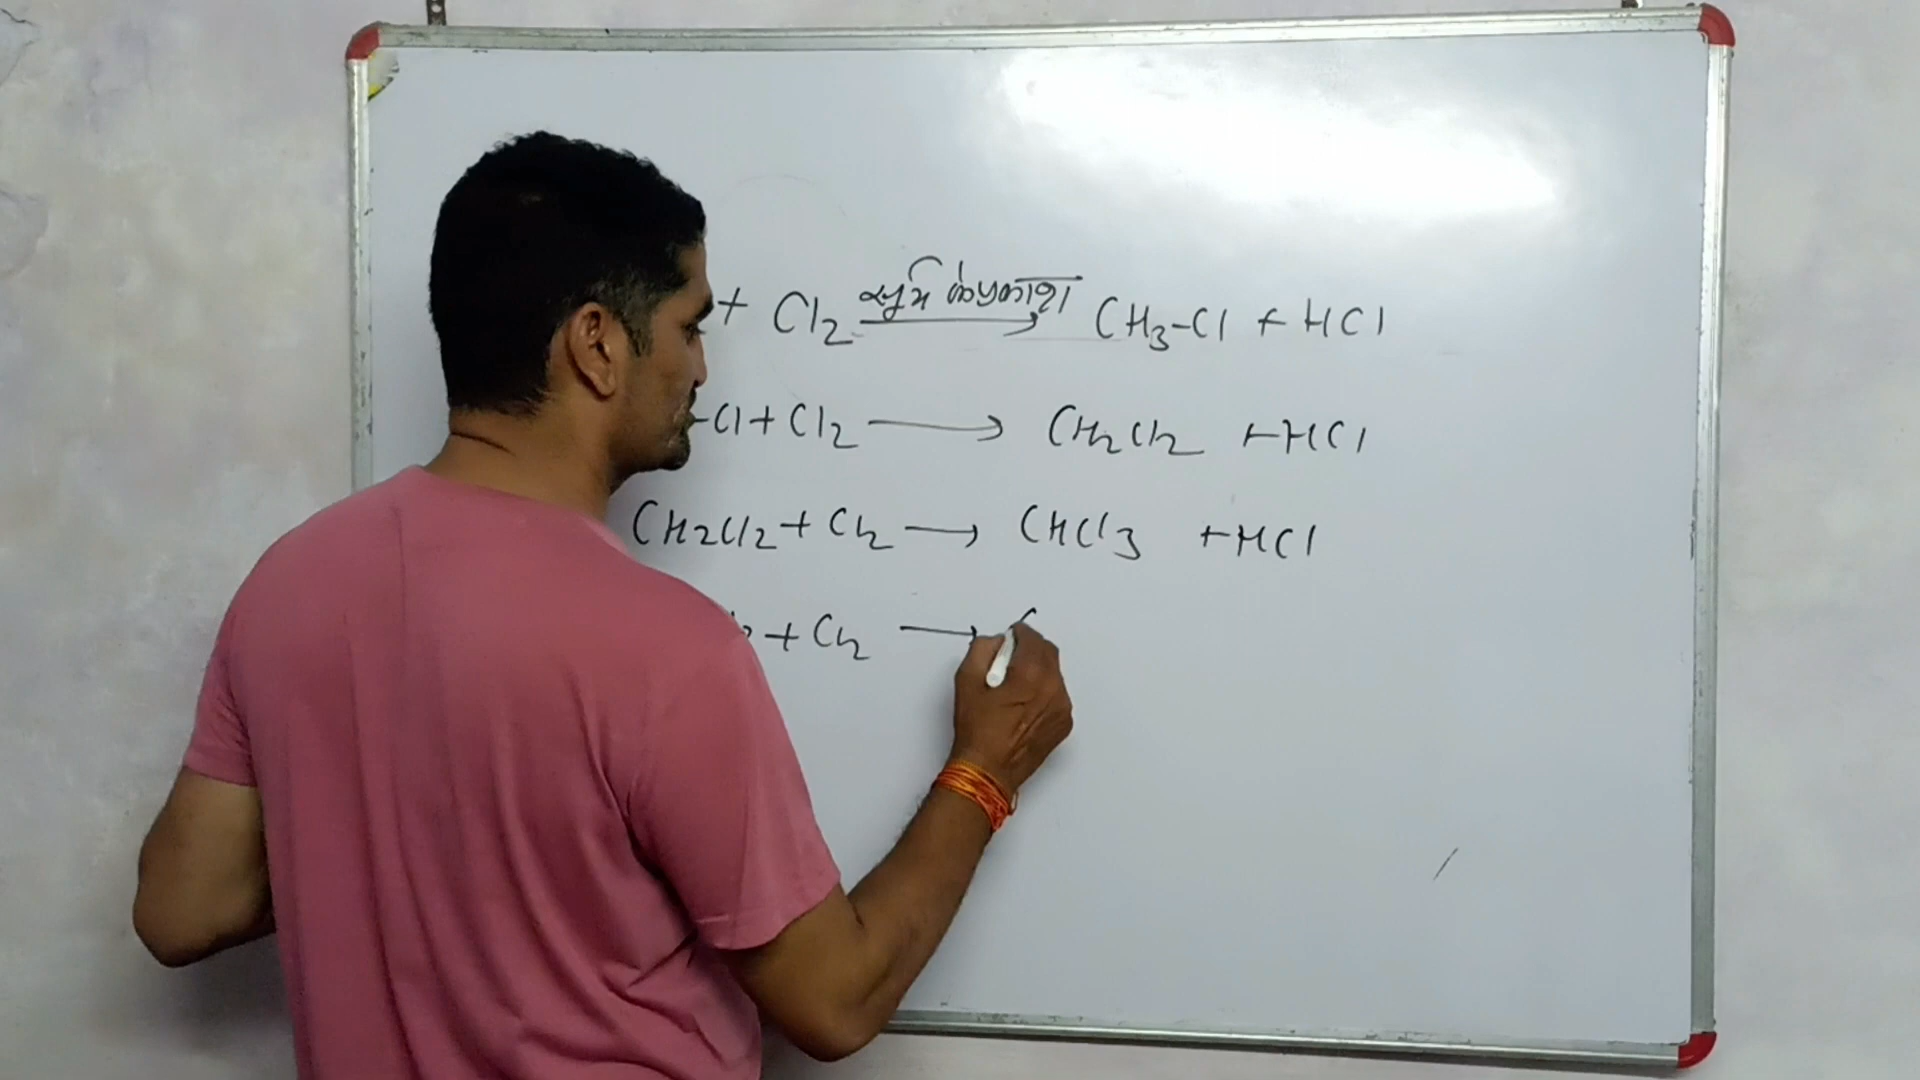 + Cl2 सूर्य के प्रकाश → CH3-Cl + HCl
-Cl + Cl2 → CH2Cl2 + HCl
CH2Cl2 + Cl2 → CHCl3 + HCl
+ Cl2 →